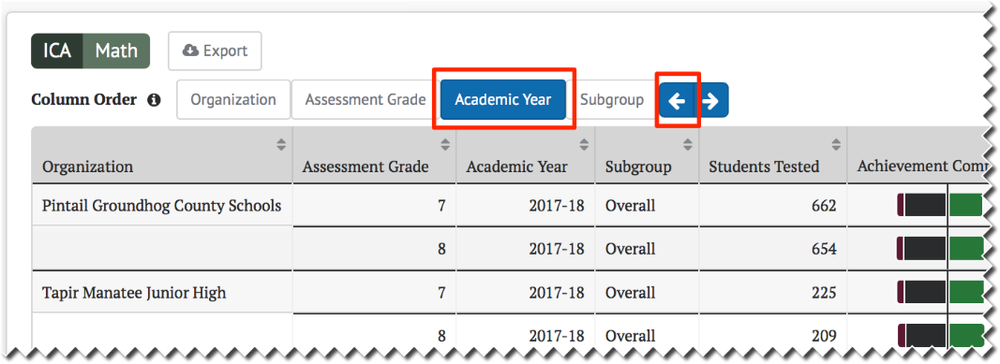 ICA Math Export
Column Order Organization Assessment Grade Academic Year Subgroup
Organization Assessment Grade Academic Year Subgroup Students Tested Achievement
Pintail Groundhog County Schools 7 2017-18 Overall 662
8 2017-18 Overall 654
Tapir Manatee Junior High 7 2017-18 Overall 225
8 2017-18 Overall 209